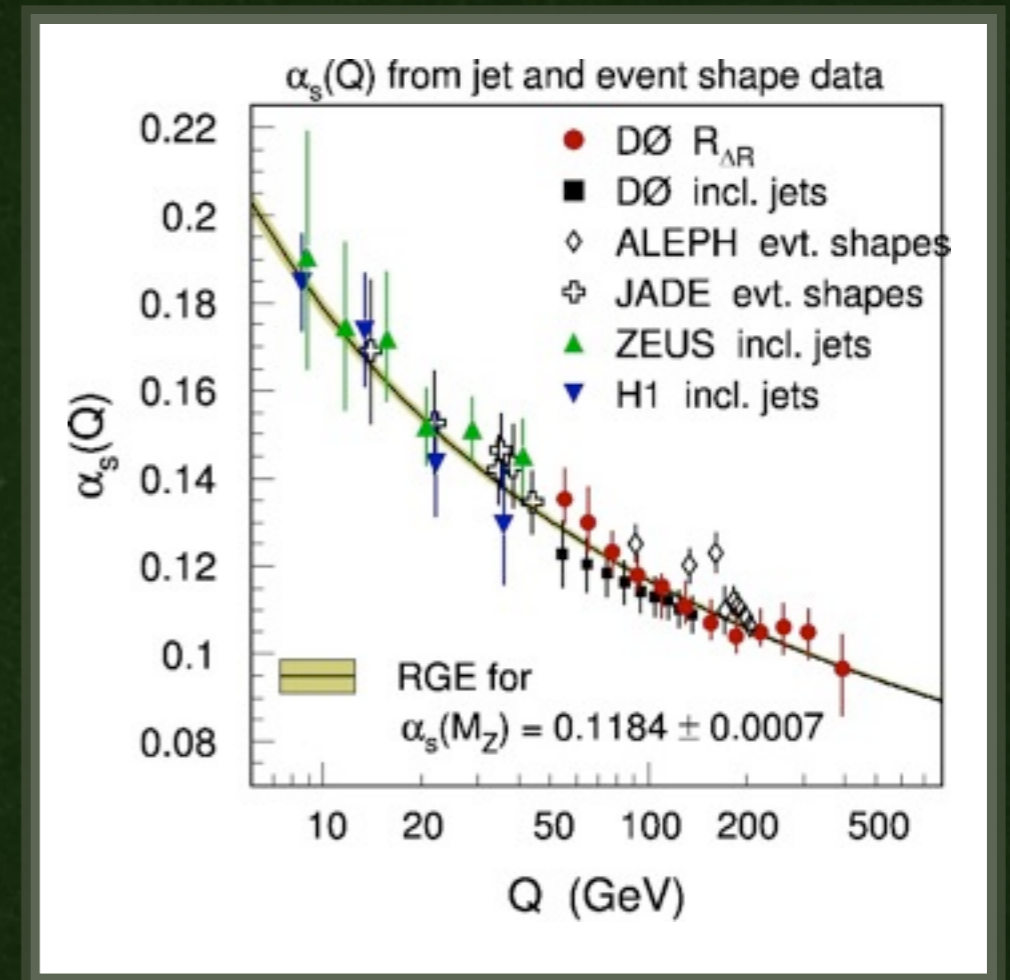 αₛ(Q) from jet and event shape data
DØ R_ΔR
DØ incl. jets
ALEPH evt. shapes
JADE evt. shapes
ZEUS incl. jets
H1 incl. jets
RGE for
αₛ(M_Z) = 0.1184 ± 0.0007
αₛ(Q)
0.22
0.2
0.18
0.16
0.14
0.12
0.1
0.08
10 20 50 100 200 500
Q (GeV)